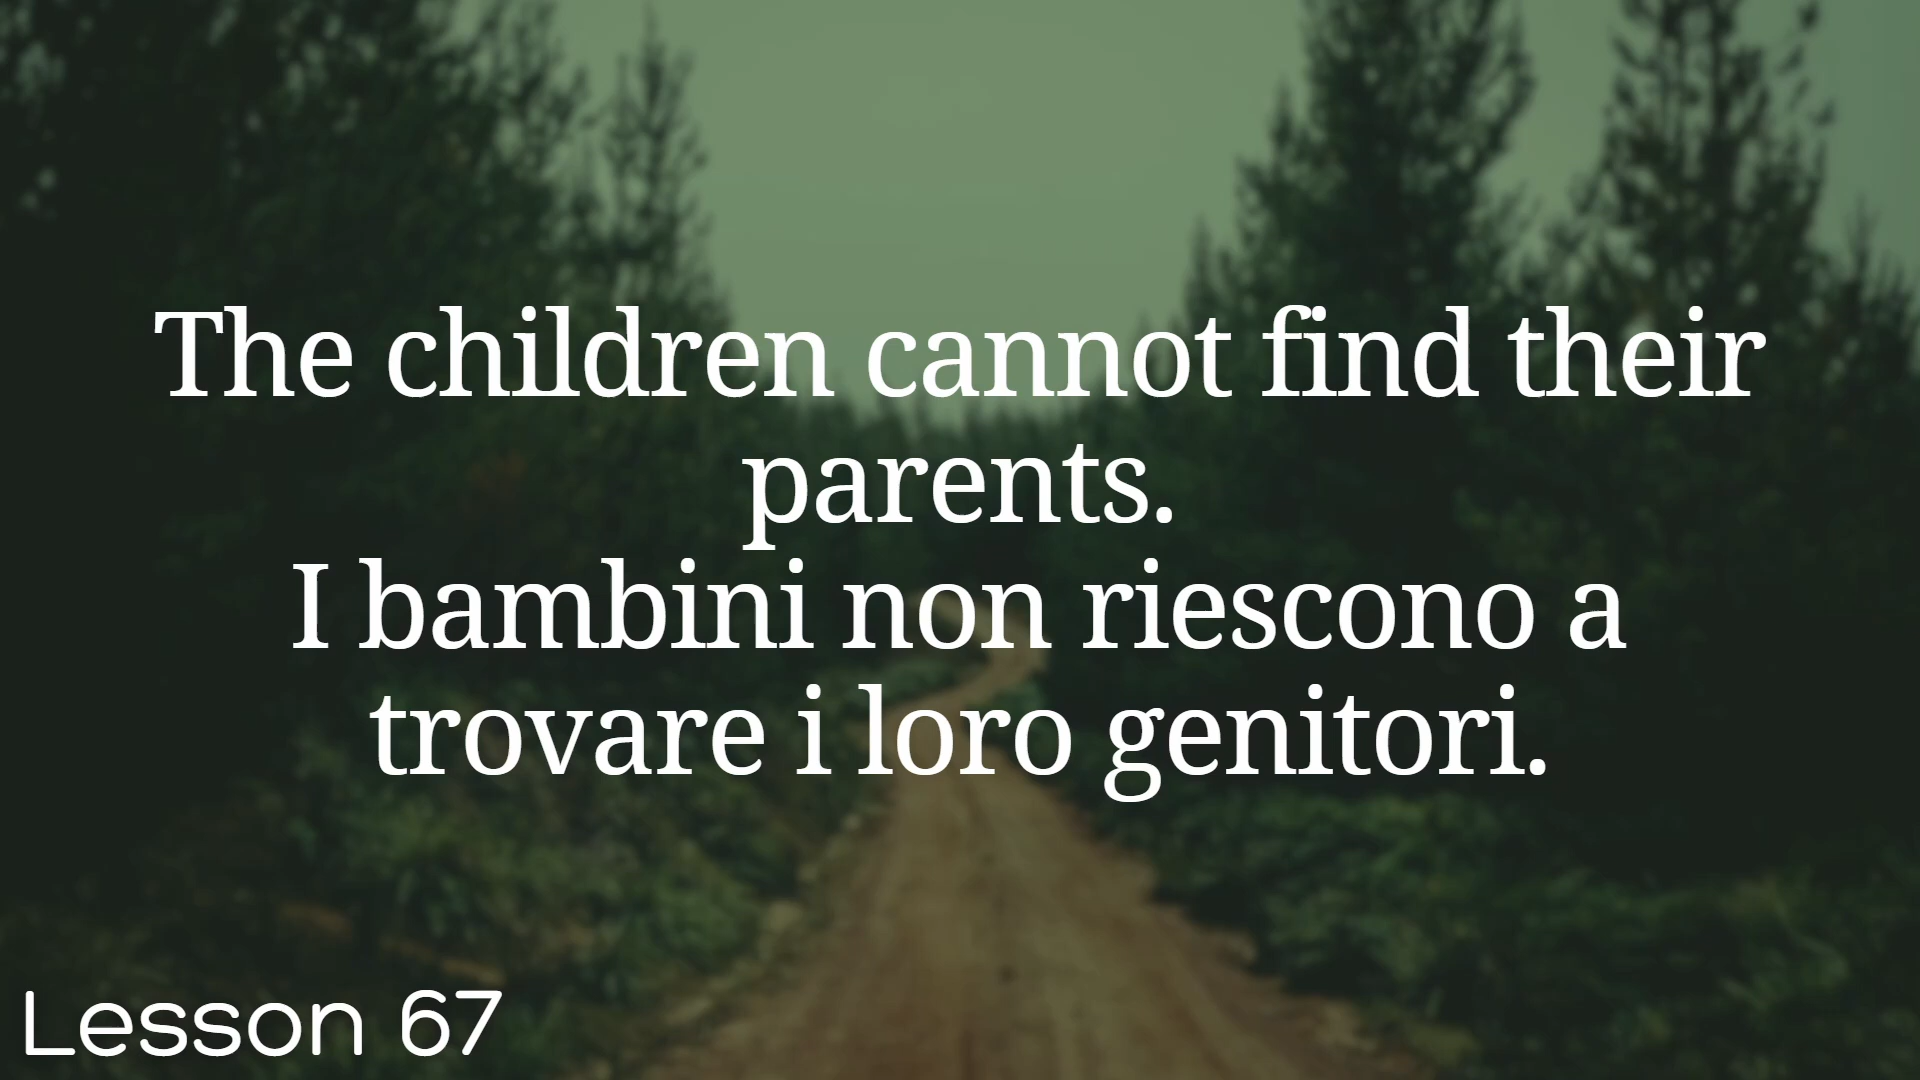 The children cannot find their
parents.
I bambini non riescono a
trovare i loro genitori.
Lesson 67